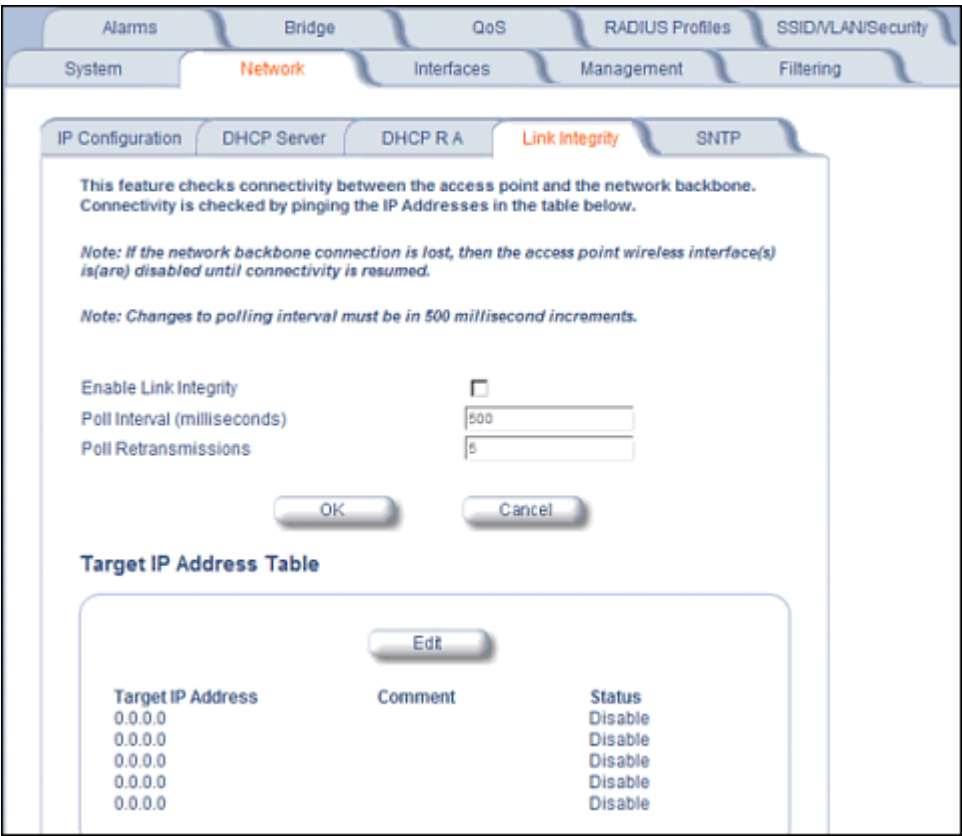 Alarms Bridge QoS RADIUS Profiles SSID/VLAN/Security
System Network Interfaces Management Filtering
IP Configuration DHCP Server DHCP R A Link Integrity SNTP
This feature checks connectivity between the access point and the network backbone.
Connectivity is checked by pinging the IP Addresses in the table below.
Note: If the network backbone connection is lost, then the access point wireless interface(s)
is(are) disabled until connectivity is resumed.
Note: Changes to polling interval must be in 500 millisecond increments.
Enable Link Integrity
Poll Interval (milliseconds) 500
Poll Retransmissions 5
OK Cancel
Target IP Address Table
Edit
Target IP Address Comment Status
0.0.0.0 Disable
0.0.0.0 Disable
0.0.0.0 Disable
0.0.0.0 Disable
0.0.0.0 Disable